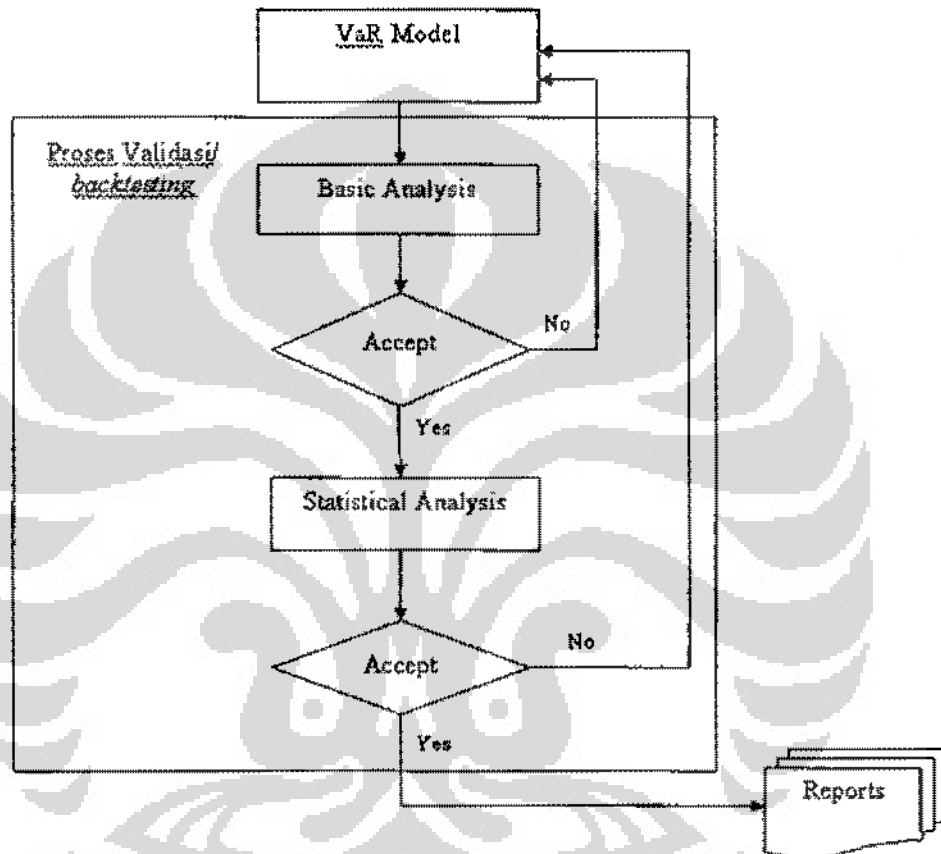 VaR Model
Proses Validasi/
backtesting
Basic Analysis
Accept
No
Yes
Statistical Analysis
Accept
No
Yes
Reports